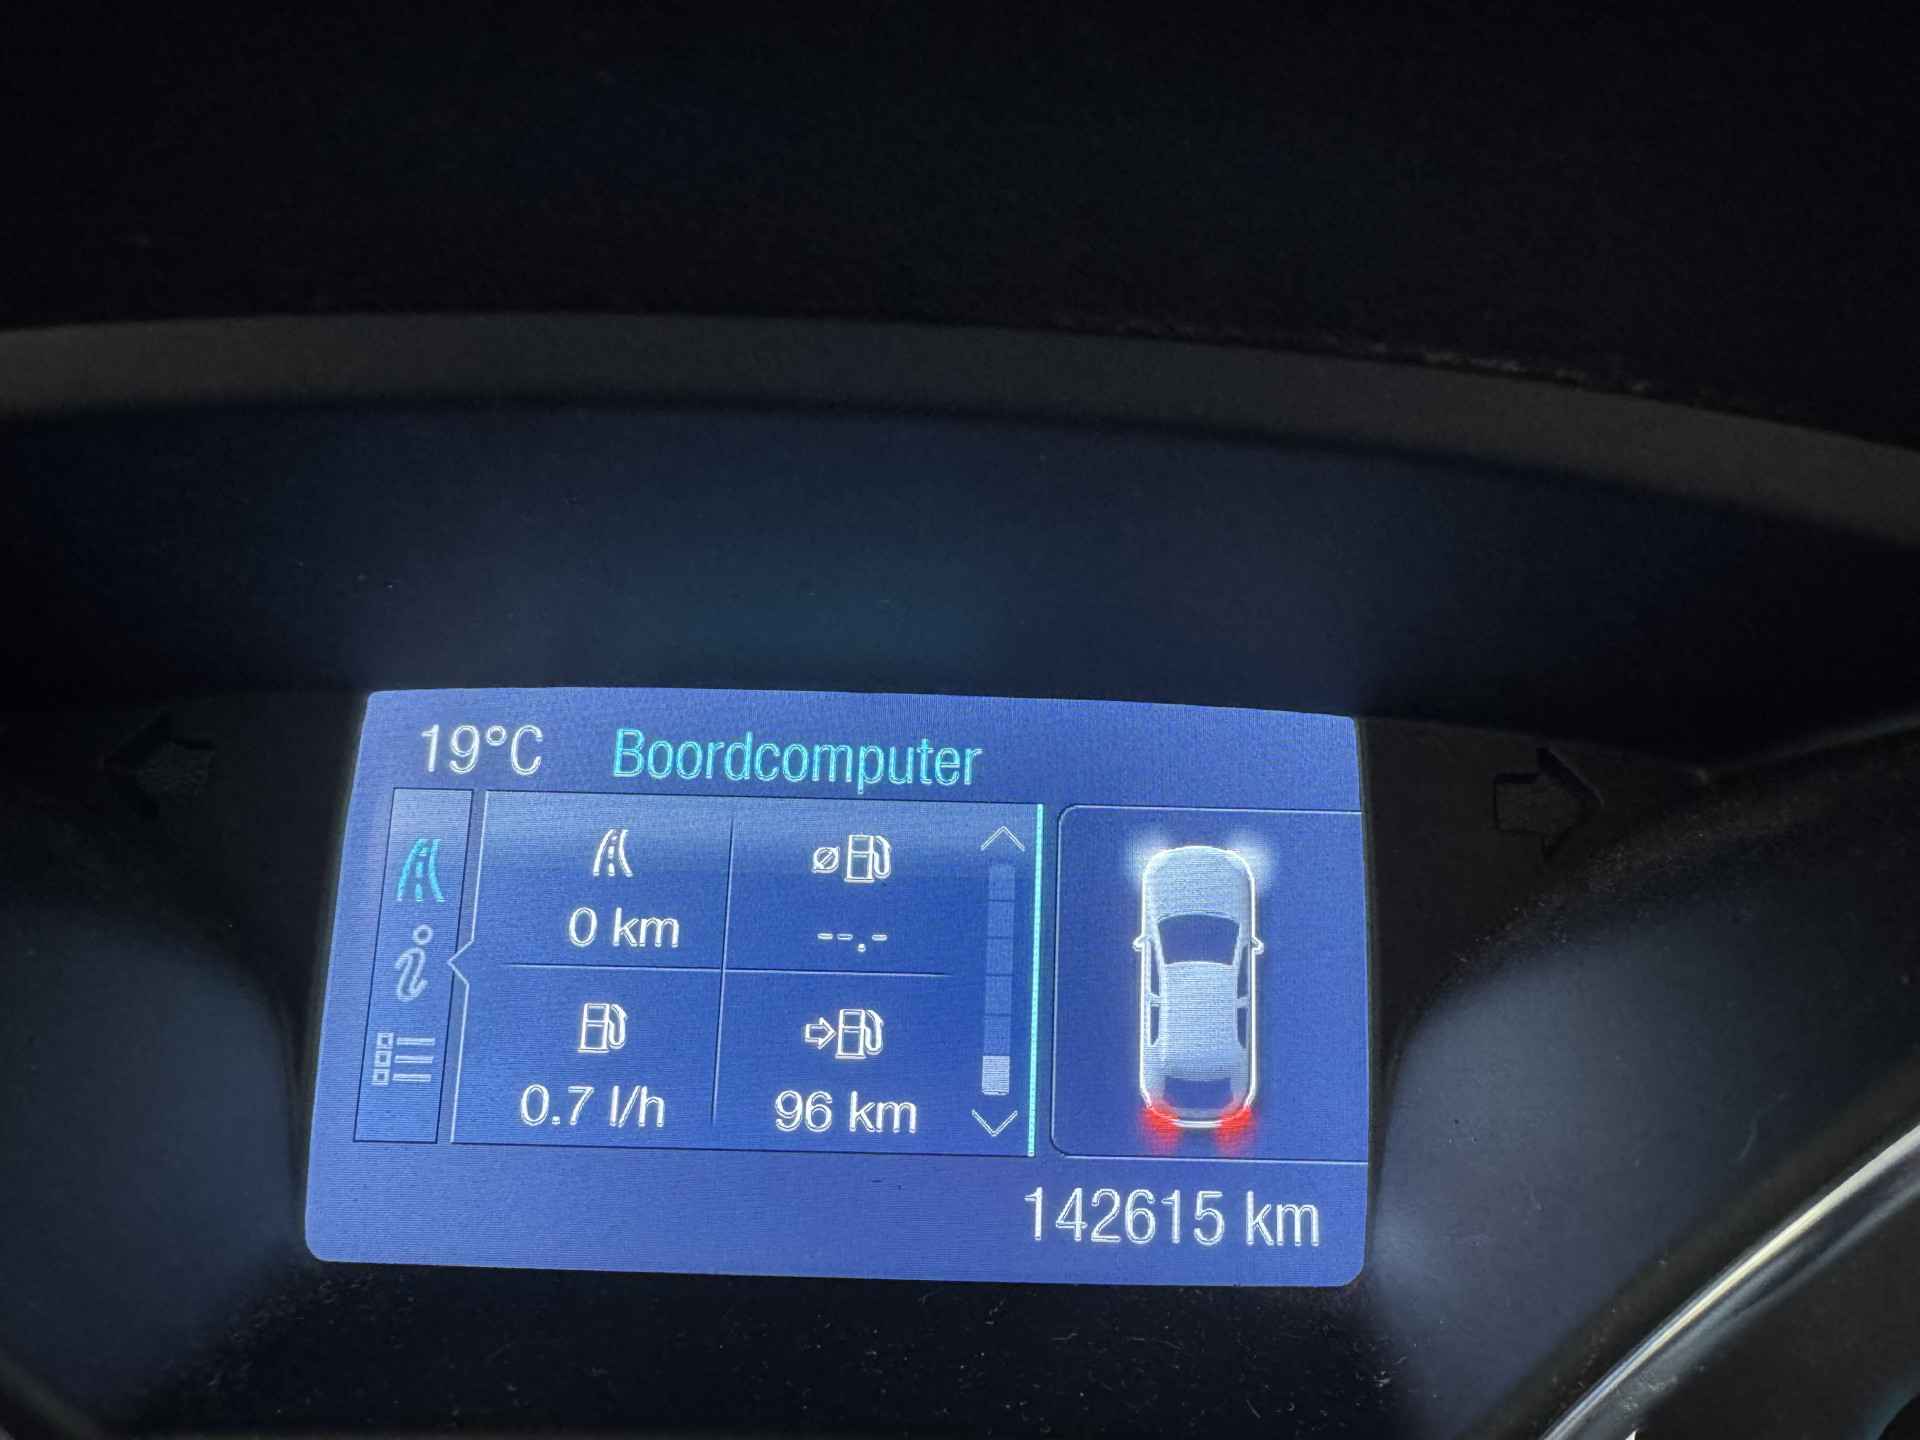 19°C Boordcomputer
0 km
ø --.-
0.7 l/h
96 km
142615 km